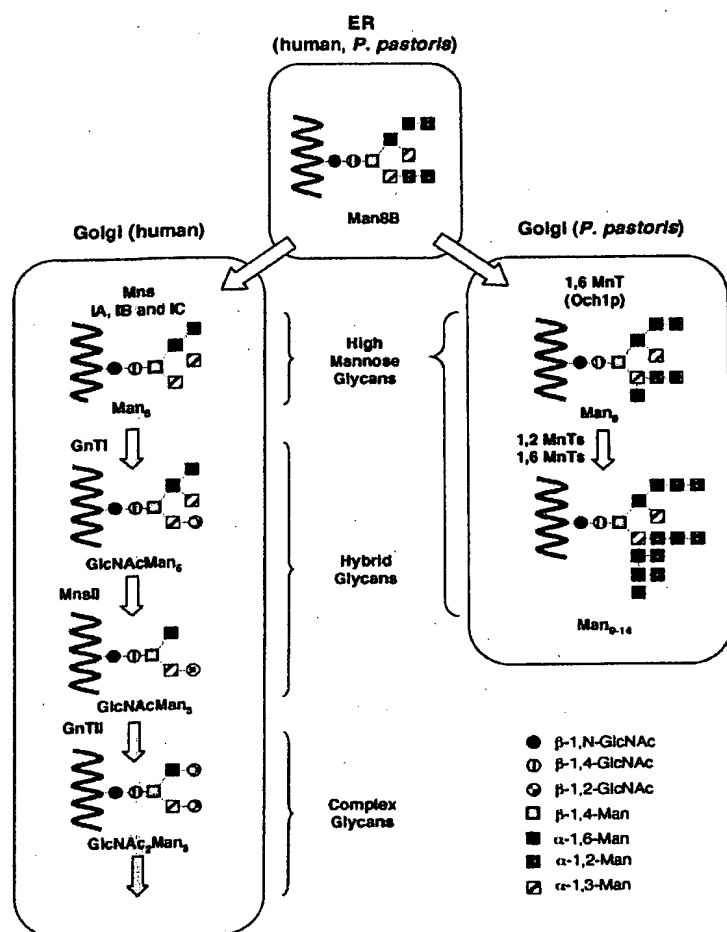 ER
(human, P. pastoris)
Man8B
Golgi (human)
Golgi (P. pastoris)
Mns
IA, IB and IC
Man₅
GnTI
GlcNAcMan₅
MnsII
GlcNAcMan₃
GnTII
GlcNAc₂Man₃
High
Mannose
Glycans
Hybrid
Glycans
Complex
Glycans
1,6 MnT
(Och1p)
Man₉
1,2 MnTs
1,6 MnTs
Man₉₋₁₄
β-1,N-GlcNAc
β-1,4-GlcNAc
β-1,2-GlcNAc
β-1,4-Man
α-1,6-Man
α-1,2-Man
α-1,3-Man